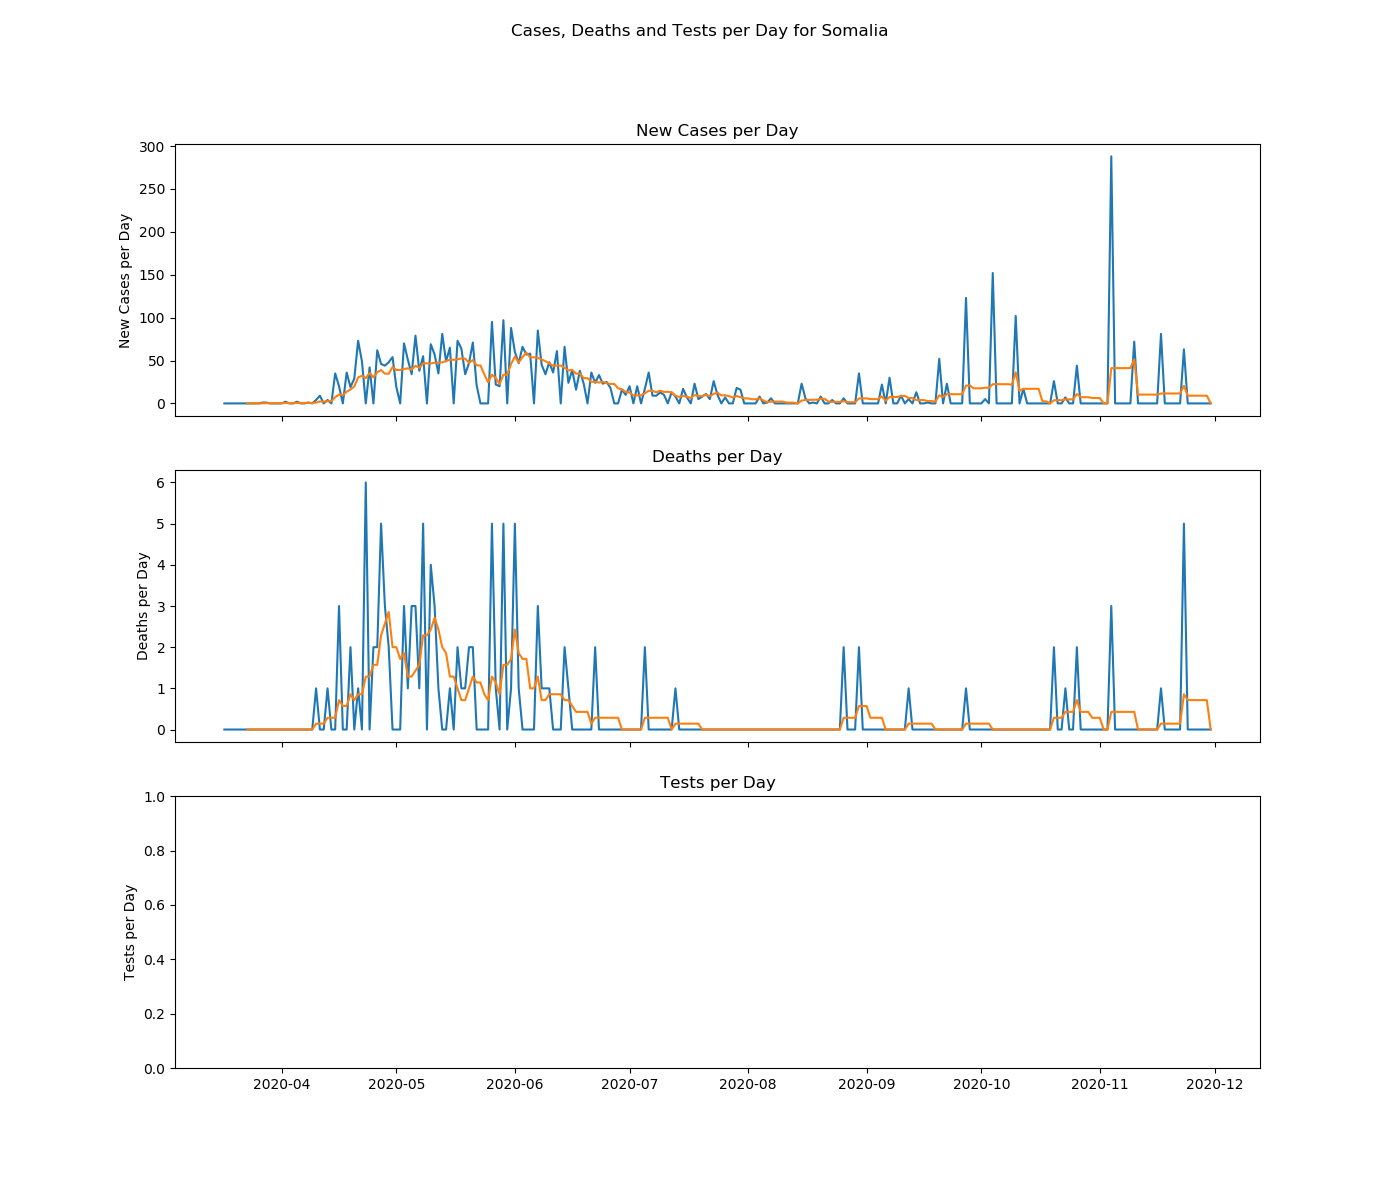 Cases, Deaths and Tests per Day for Somalia
New Cases per Day
New Cases per Day
300
250
200
150
100
50
0
Deaths per Day
Deaths per Day
6
5
4
3
2
1
0
Tests per Day
Tests per Day
1.0
0.8
0.6
0.4
0.2
0.0
2020-04 2020-05 2020-06 2020-07 2020-08 2020-09 2020-10 2020-11 2020-12